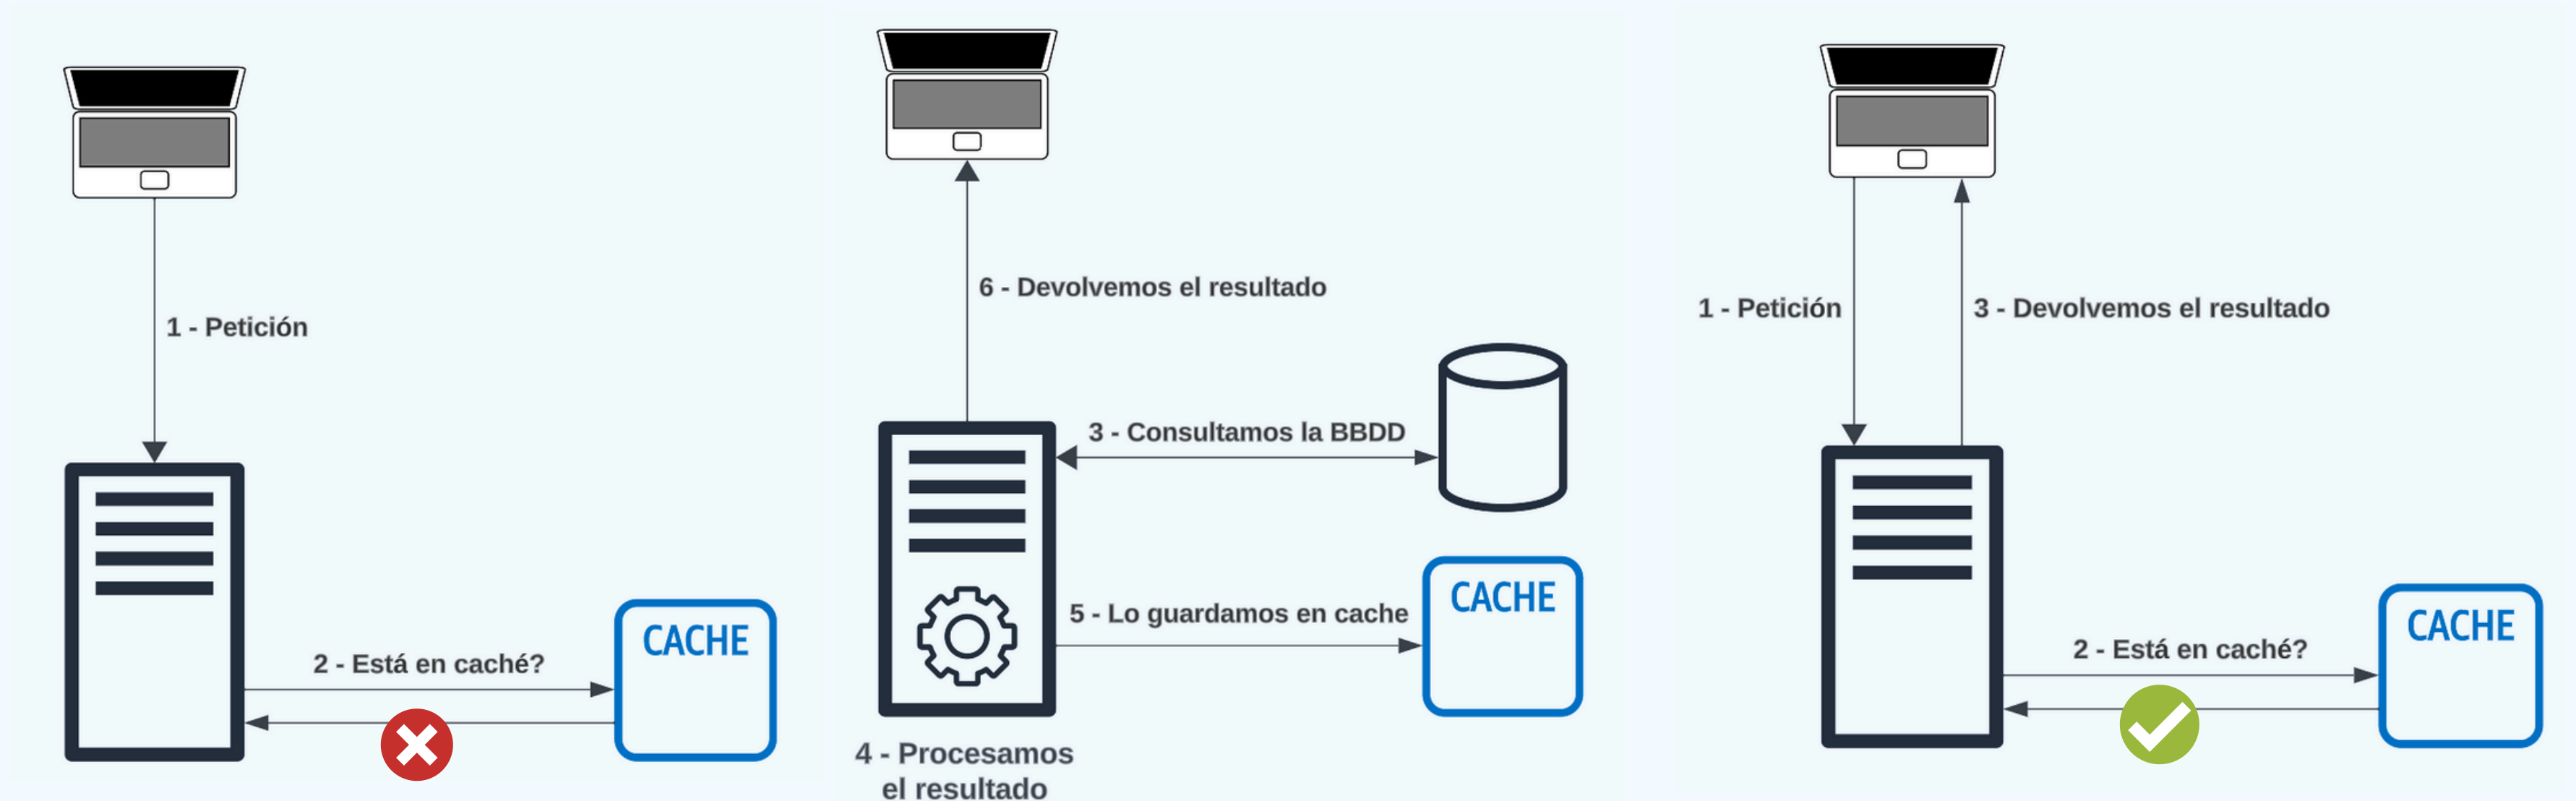 1 - Petición
2 - Está en caché?
CACHE
6 - Devolvemos el resultado
3 - Consultamos la BBDD
5 - Lo guardamos en cache
CACHE
4 - Procesamos
el resultado
1 - Petición
3 - Devolvemos el resultado
2 - Está en caché?
CACHE